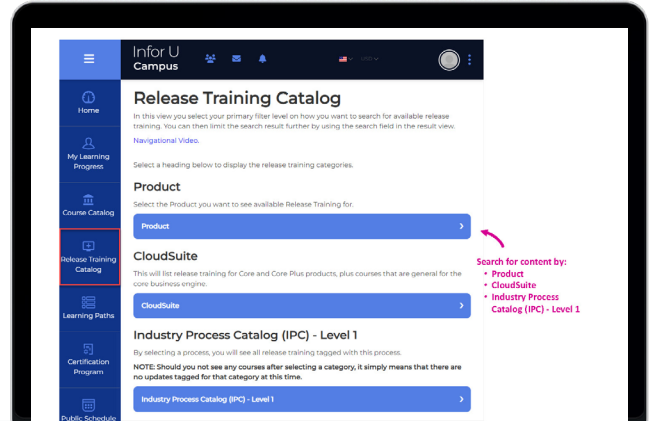 Infor U
Campus
USD
Home
My Learning
Progress
Course Catalog
Release Training
Catalog
Learning Paths
Certification
Program
Public Schedule
Release Training Catalog
In this view you select your primary filter level on how you want to search for available release
training. You can then limit the search result further by using the search field in the result view.
Navigational Video.
Select a heading below to display the release training categories.
Product
Select the Product you want to see available Release Training for.
Product
CloudSuite
This will list release training for Core and Core Plus products, plus courses that are general for the
core business engine.
CloudSuite
Industry Process Catalog (IPC) - Level 1
By selecting a process, you will see all release training tagged with this process.
NOTE: Should you not see any courses after selecting a category, it simply means that there are
no updates tagged for that category at this time.
Industry Process Catalog (IPC) - Level 1
Search for content by:
• Product
• CloudSuite
• Industry Process
Catalog (IPC) - Level 1